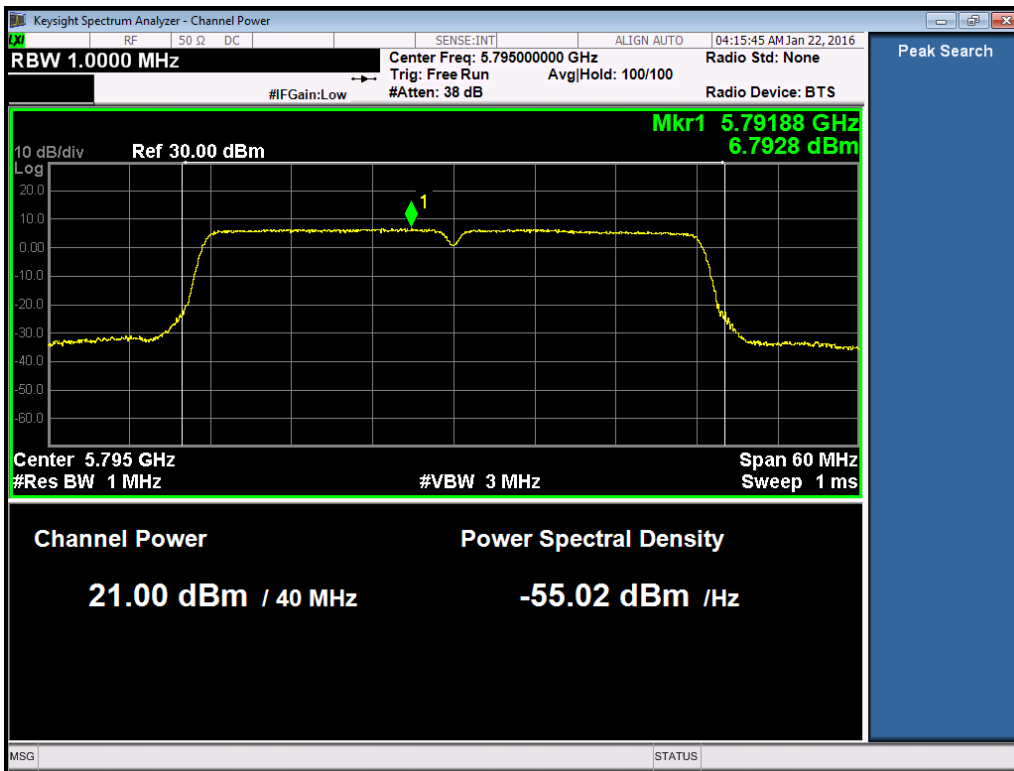 Keysight Spectrum Analyzer - Channel Power
LXI RF 50 Ω DC SENSE:INT ALIGN AUTO 04:15:45 AM Jan 22, 2016
RBW 1.0000 MHz Center Freq: 5.795000000 GHz Radio Std: None
Trig: Free Run Avg|Hold: 100/100
#IFGain:Low #Atten: 38 dB Radio Device: BTS
Peak Search
Mkr1 5.79188 GHz
6.7928 dBm
10 dB/div Ref 30.00 dBm
Log
20.0
10.0
0.00
-10.0
-20.0
-30.0
-40.0
-50.0
-60.0
1
Center 5.795 GHz Span 60 MHz
#Res BW 1 MHz #VBW 3 MHz Sweep 1 ms
Channel Power Power Spectral Density
21.00 dBm / 40 MHz -55.02 dBm /Hz
MSG STATUS